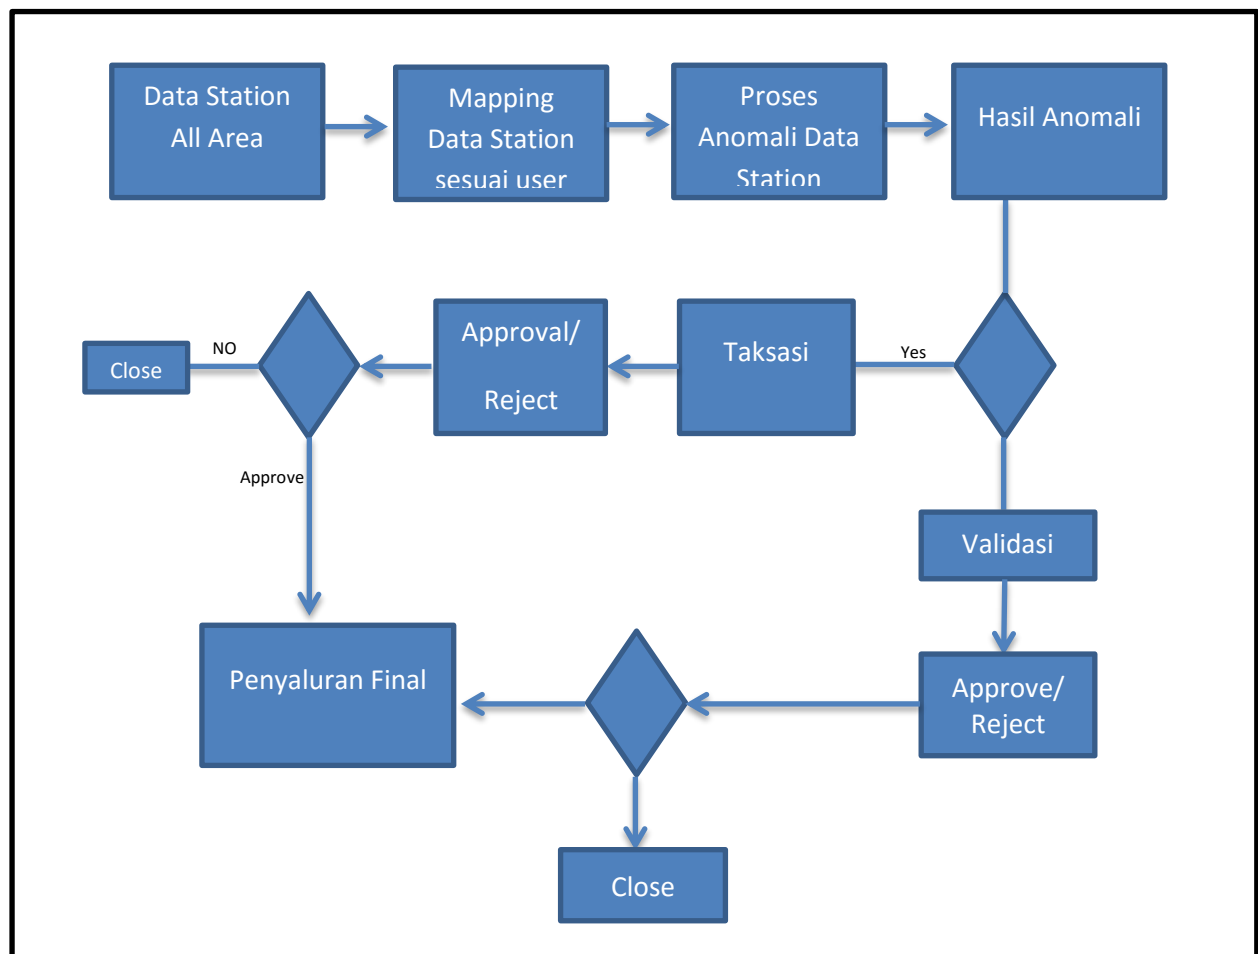 Data Station
All Area
Mapping
Data Station
sesuai user
Proses
Anomali Data
Station
Hasil Anomali
Close
NO
Approval/
Reject
Taksasi
Yes
Approve
Validasi
Penyaluran Final
Approve/
Reject
Close